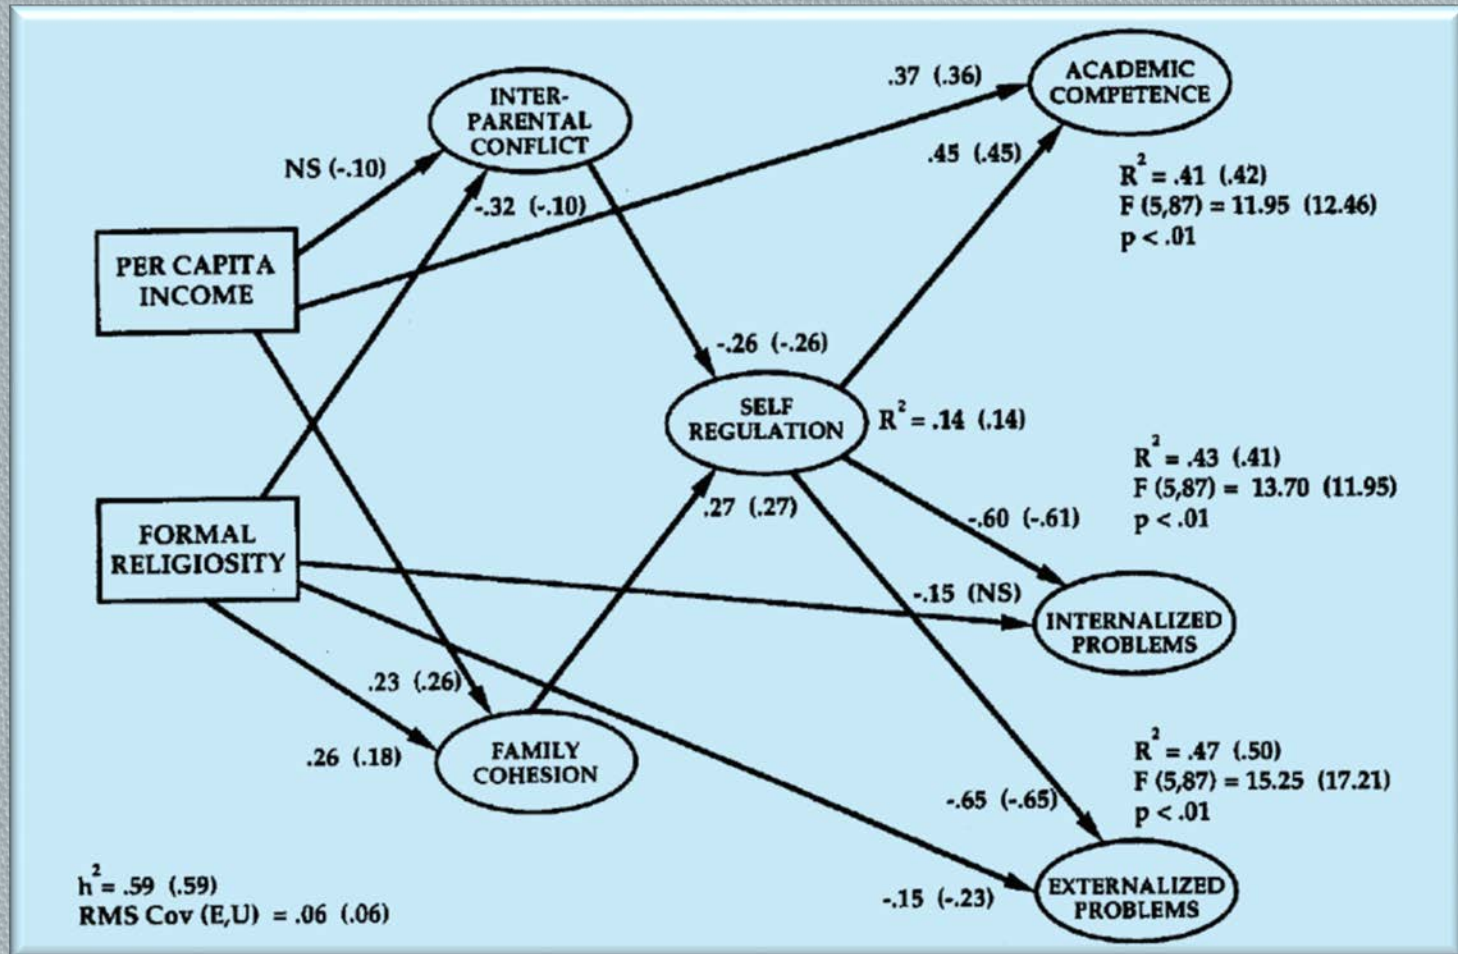 INTER-
PARENTAL
CONFLICT
ACADEMIC
COMPETENCE
.37 (.36)
.45 (.45)
NS (-.10)
-.32 (-.10)
R² = .41 (.42)
F (5,87) = 11.95 (12.46)
p < .01
PER CAPITA
INCOME
-.26 (-.26)
SELF
REGULATION
R² = .14 (.14)
R² = .43 (.41)
F (5,87) = 13.70 (11.95)
p < .01
.27 (.27)
-.60 (-.61)
FORMAL
RELIGIOSITY
-.15 (NS)
INTERNALIZED
PROBLEMS
.23 (.26)
.26 (.18)
FAMILY
COHESION
R² = .47 (.50)
F (5,87) = 15.25 (17.21)
p < .01
-.65 (-.65)
-.15 (-.23)
EXTERNALIZED
PROBLEMS
h² = .59 (.59)
RMS Cov (E,U) = .06 (.06)